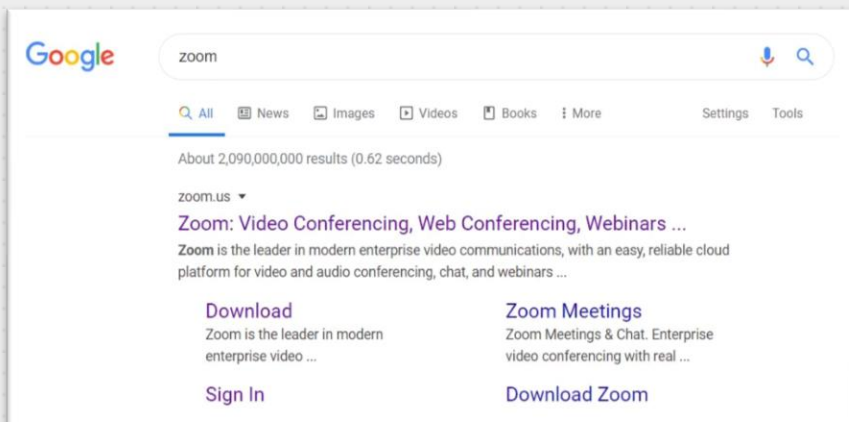 Google
zoom
All News Images Videos Books More Settings Tools
About 2,090,000,000 results (0.62 seconds)
zoom.us
Zoom: Video Conferencing, Web Conferencing, Webinars ...
Zoom is the leader in modern enterprise video communications, with an easy, reliable cloud
platform for video and audio conferencing, chat, and webinars ...
Download
Zoom is the leader in modern
enterprise video ...
Zoom Meetings
Zoom Meetings & Chat. Enterprise
video conferencing with real ...
Sign In
Download Zoom